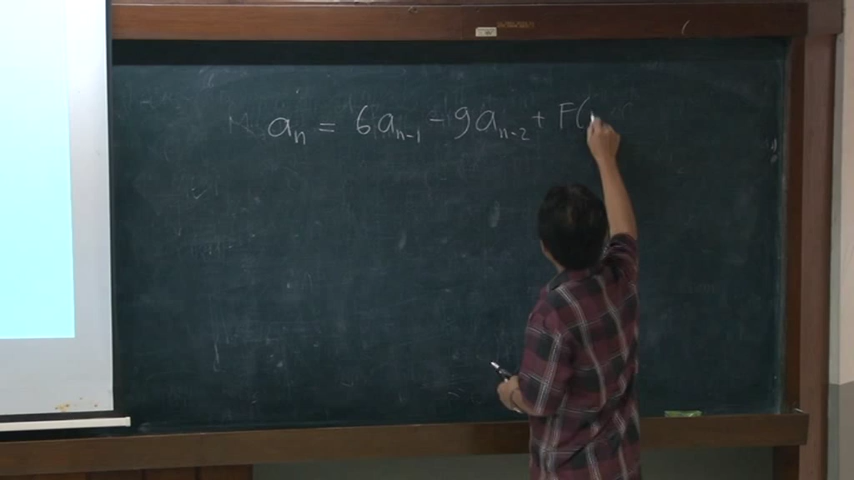 aₙ = 6aₙ₋₁ - 9aₙ₋₂ + F(